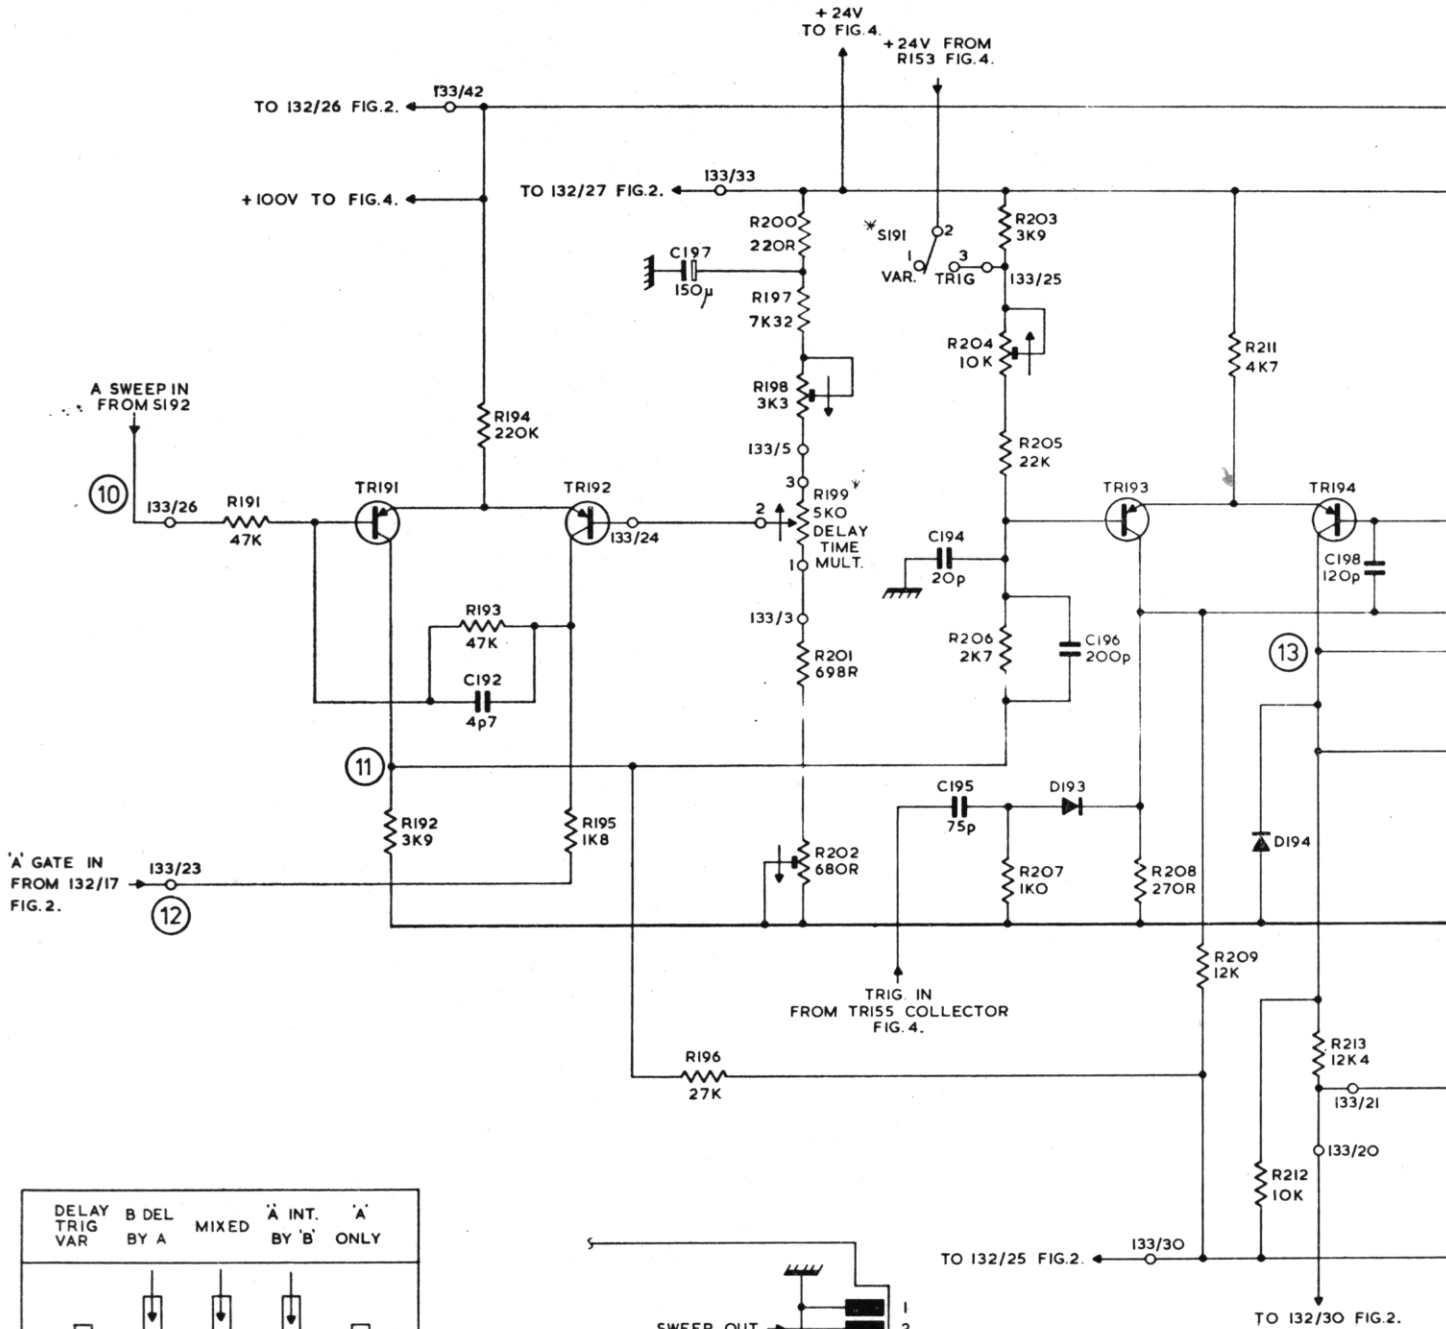 + 24V
TO FIG.4.
+24V FROM
R153 FIG.4.
133/42
TO 132/26 FIG.2.
133/33
TO 132/27 FIG.2.
+100V TO FIG.4.
R200
220R
C197
150μ
R197
7K32
*
S191
2
1
VAR.
3
TRIG
133/25
R203
3K9
R204
10K
R211
4K7
R198
3K3
A SWEEP IN
FROM S192
R194
220K
133/5
3
R205
22K
10
133/26
R191
47K
TR191
TR192
133/24
2
R199 *
5K0
DELAY
TIME
MULT.
1
TR193
TR194
C194
20p
C198
120p
R193
47K
133/3
C192
4p7
R201
698R
R206
2K7
C196
200p
13
11
C195
75p
D193
R192
3K9
R195
1K8
R202
680R
R207
1K0
R208
270R
D194
'A' GATE IN
FROM 132/17
FIG.2.
133/23
12
R209
12K
TRIG. IN
FROM TR155 COLLECTOR
FIG.4.
R196
27K
R213
12K4
133/21
133/20
R212
10K
TO 132/25 FIG.2.
133/30
TO 132/30 FIG.2.
DELAY
TRIG
VAR
B DEL
BY A
MIXED
'A' INT.
BY 'B'
'A'
ONLY
1
SWEEP OUT
2